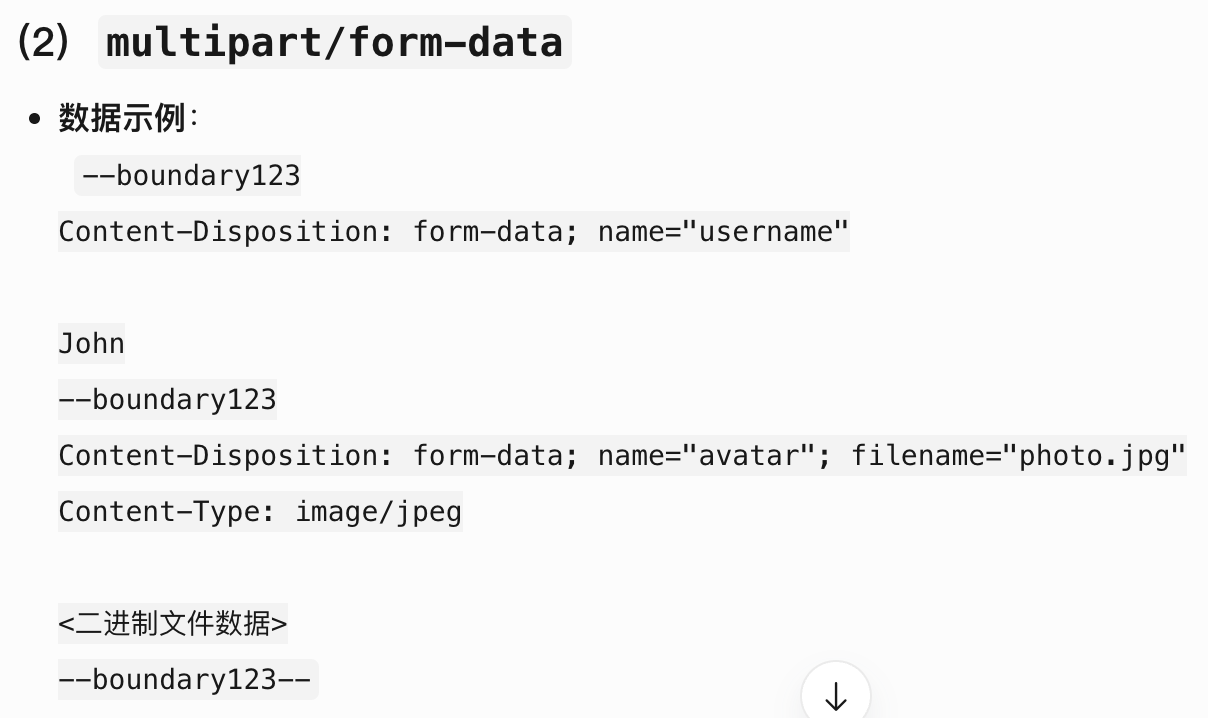 (2) multipart/form-data
• 数据示例：
--boundary123
Content-Disposition: form-data; name="username"
John
--boundary123
Content-Disposition: form-data; name="avatar"; filename="photo.jpg"
Content-Type: image/jpeg
<二进制文件数据>
--boundary123--